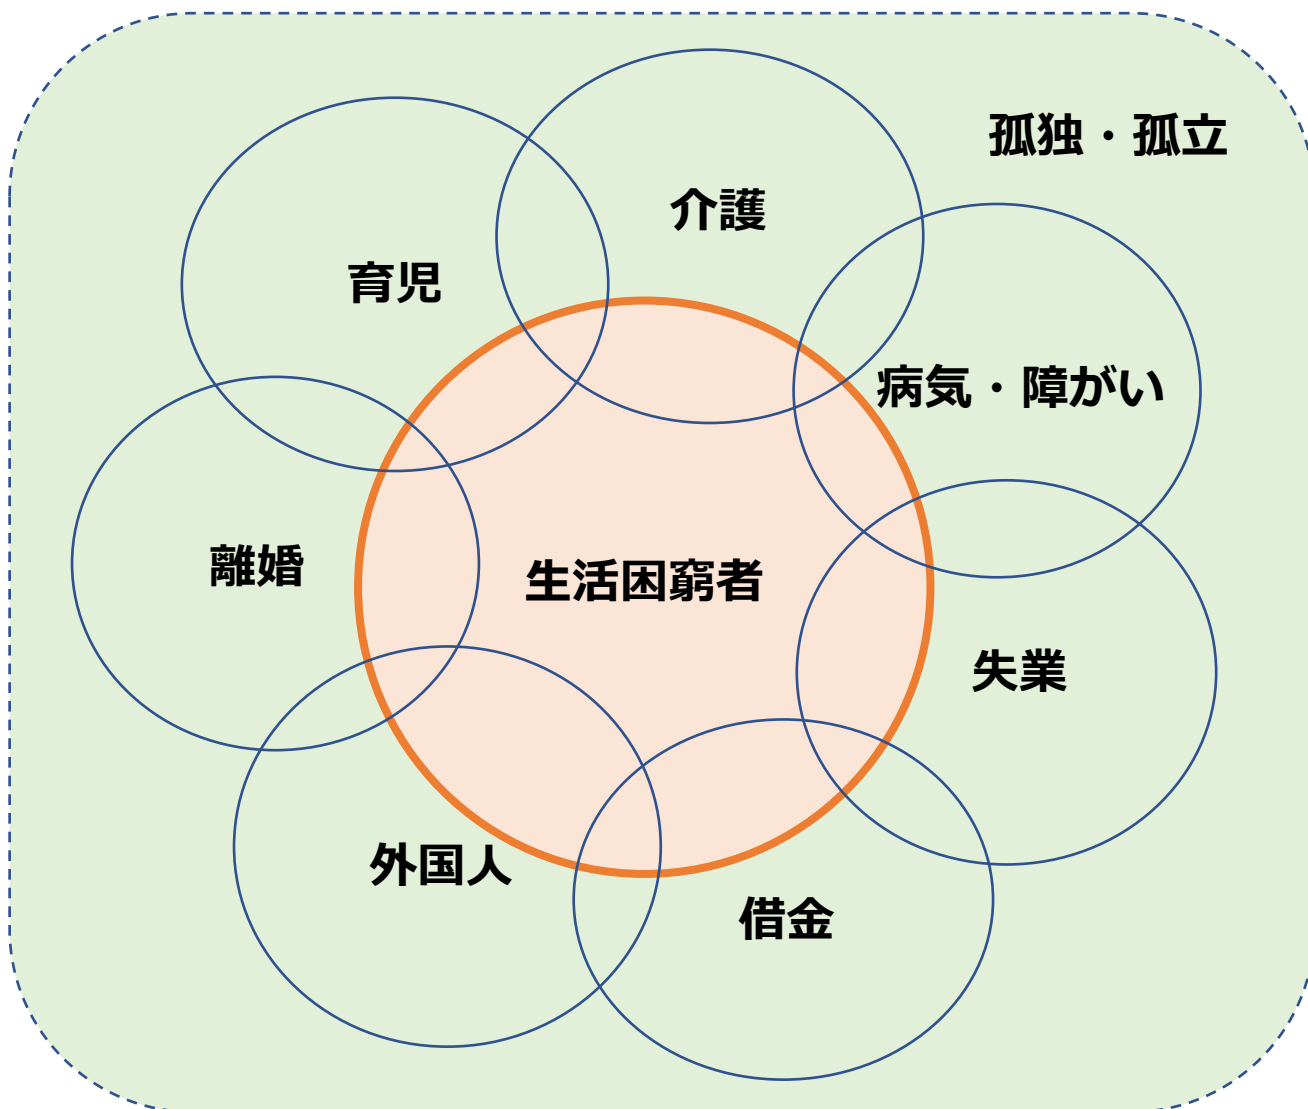 孤独・孤立
介護
育児
病気・障がい
離婚
生活困窮者
失業
外国人
借金